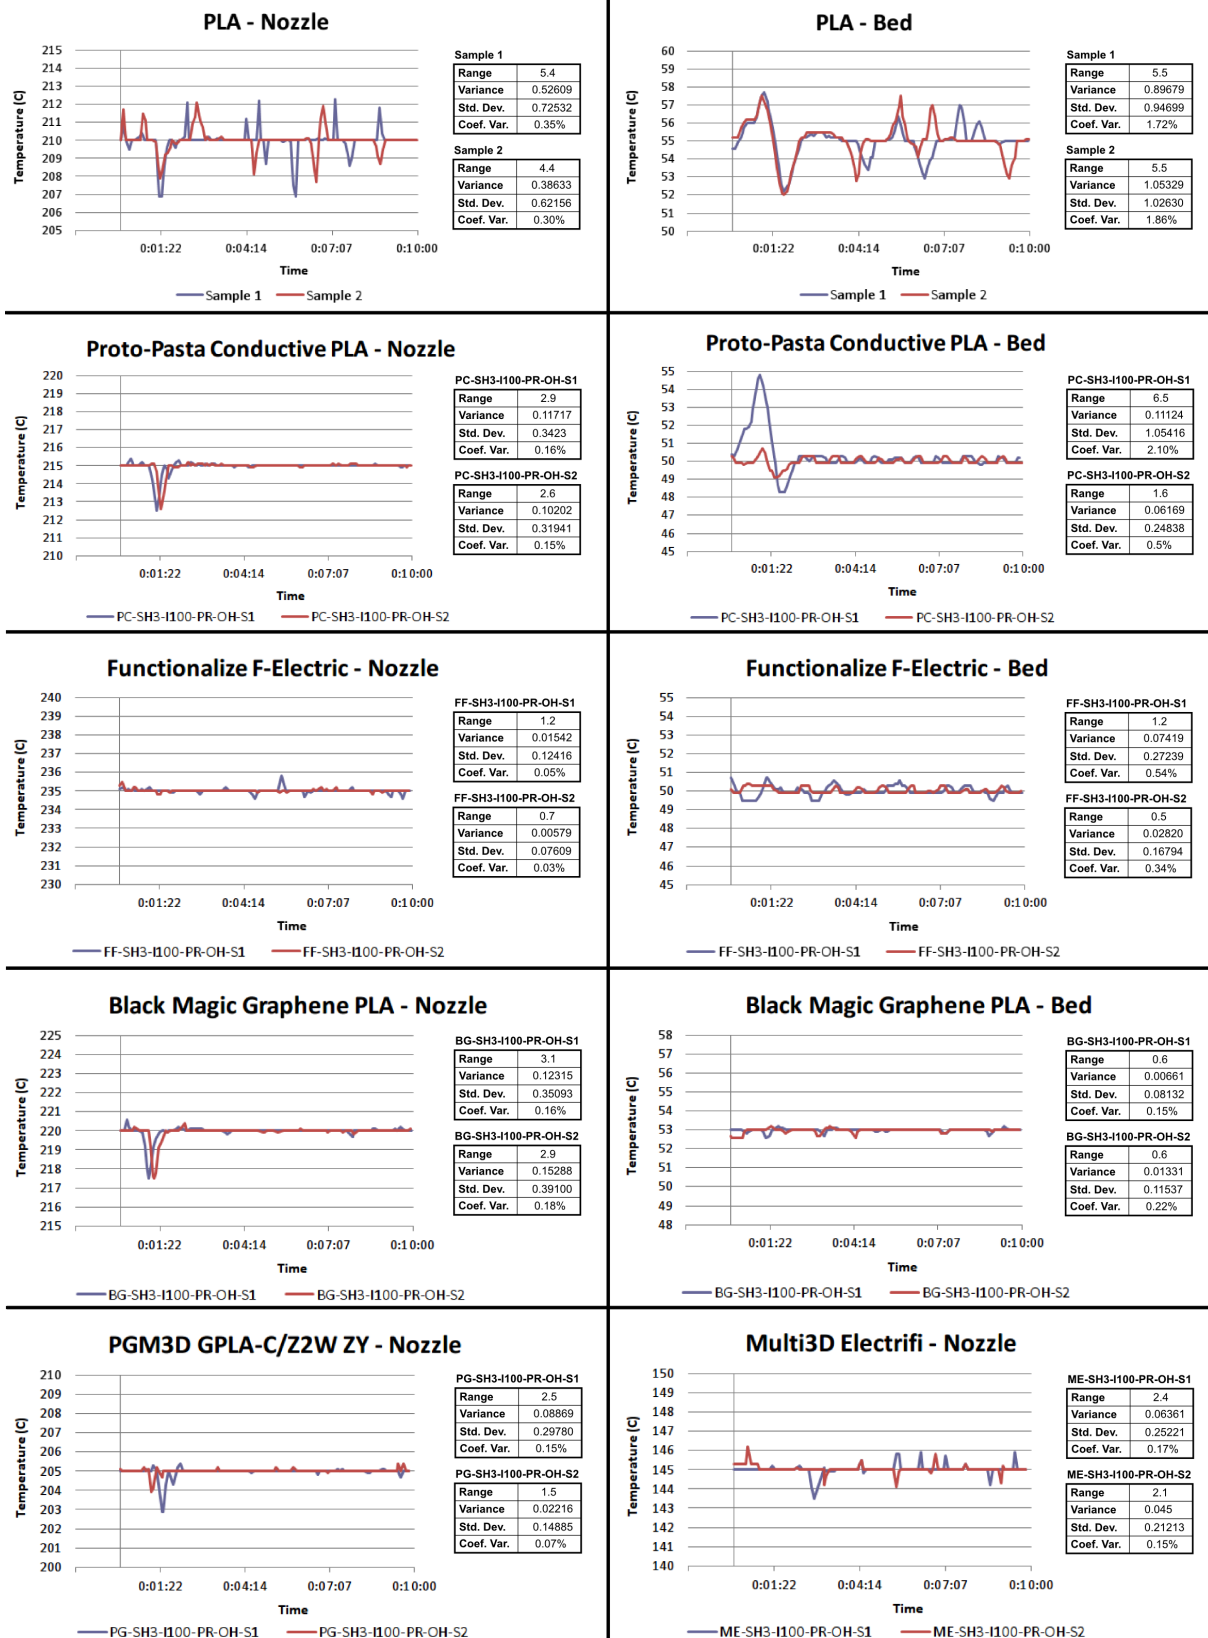 PLA - Nozzle
Temperature (C)
215
214
213
212
211
210
209
208
207
206
205
0:01:22 0:04:14 0:07:07 0:10:00
Time
Sample 1 Sample 2
Sample 1
Range 5.4
Variance 0.52609
Std. Dev. 0.72532
Coef. Var. 0.35%
Sample 2
Range 4.4
Variance 0.38633
Std. Dev. 0.62156
Coef. Var. 0.30%
PLA - Bed
Temperature (C)
60
59
58
57
56
55
54
53
52
51
50
0:01:22 0:04:14 0:07:07 0:10:00
Time
Sample 1 Sample 2
Sample 1
Range 5.5
Variance 0.89679
Std. Dev. 0.94699
Coef. Var. 1.72%
Sample 2
Range 5.5
Variance 1.05329
Std. Dev. 1.02630
Coef. Var. 1.86%
Proto-Pasta Conductive PLA - Nozzle
Temperature (C)
220
219
218
217
216
215
214
213
212
211
210
0:01:22 0:04:14 0:07:07 0:10:00
Time
PC-SH3-I100-PR-OH-S1 PC-SH3-I100-PR-OH-S2
PC-SH3-I100-PR-OH-S1
Range 2.9
Variance 0.11717
Std. Dev. 0.3423
Coef. Var. 0.16%
PC-SH3-I100-PR-OH-S2
Range 2.6
Variance 0.10202
Std. Dev. 0.31941
Coef. Var. 0.15%
Proto-Pasta Conductive PLA - Bed
Temperature (C)
55
54
53
52
51
50
49
48
47
46
45
0:01:22 0:04:14 0:07:07 0:10:00
Time
PC-SH3-I100-PR-OH-S1 PC-SH3-I100-PR-OH-S2
PC-SH3-I100-PR-OH-S1
Range 6.5
Variance 0.11124
Std. Dev. 1.05416
Coef. Var. 2.10%
PC-SH3-I100-PR-OH-S2
Range 1.6
Variance 0.06169
Std. Dev. 0.24838
Coef. Var. 0.5%
Functionalize F-Electric - Nozzle
Temperature (C)
240
239
238
237
236
235
234
233
232
231
230
0:01:22 0:04:14 0:07:07 0:10:00
Time
FF-SH3-I100-PR-OH-S1 FF-SH3-I100-PR-OH-S2
FF-SH3-I100-PR-OH-S1
Range 1.2
Variance 0.01542
Std. Dev. 0.12416
Coef. Var. 0.05%
FF-SH3-I100-PR-OH-S2
Range 0.7
Variance 0.00579
Std. Dev. 0.07609
Coef. Var. 0.03%
Functionalize F-Electric - Bed
Temperature (C)
55
54
53
52
51
50
49
48
47
46
45
0:01:22 0:04:14 0:07:07 0:10:00
Time
FF-SH3-I100-PR-OH-S1 FF-SH3-I100-PR-OH-S2
FF-SH3-I100-PR-OH-S1
Range 1.2
Variance 0.07419
Std. Dev. 0.27239
Coef. Var. 0.54%
FF-SH3-I100-PR-OH-S2
Range 0.5
Variance 0.02820
Std. Dev. 0.16794
Coef. Var. 0.34%
Black Magic Graphene PLA - Nozzle
Temperature (C)
225
224
223
222
221
220
219
218
217
216
215
0:01:22 0:04:14 0:07:07 0:10:00
Time
BG-SH3-I100-PR-OH-S1 BG-SH3-I100-PR-OH-S2
BG-SH3-I100-PR-OH-S1
Range 3.1
Variance 0.12315
Std. Dev. 0.35093
Coef. Var. 0.16%
BG-SH3-I100-PR-OH-S2
Range 2.9
Variance 0.15288
Std. Dev. 0.39100
Coef. Var. 0.18%
Black Magic Graphene PLA - Bed
Temperature (C)
58
57
56
55
54
53
52
51
50
49
48
0:01:22 0:04:14 0:07:07 0:10:00
Time
BG-SH3-I100-PR-OH-S1 BG-SH3-I100-PR-OH-S2
BG-SH3-I100-PR-OH-S1
Range 0.6
Variance 0.00661
Std. Dev. 0.08132
Coef. Var. 0.15%
BG-SH3-I100-PR-OH-S2
Range 0.6
Variance 0.01331
Std. Dev. 0.11537
Coef. Var. 0.22%
PGM3D GPLA-C/Z2W ZY - Nozzle
Temperature (C)
210
209
208
207
206
205
204
203
202
201
200
0:01:22 0:04:14 0:07:07 0:10:00
Time
PG-SH3-I100-PR-OH-S1 PG-SH3-I100-PR-OH-S2
PG-SH3-I100-PR-OH-S1
Range 2.5
Variance 0.08869
Std. Dev. 0.29780
Coef. Var. 0.15%
PG-SH3-I100-PR-OH-S2
Range 1.5
Variance 0.02216
Std. Dev. 0.14885
Coef. Var. 0.07%
Multi3D Electrifi - Nozzle
Temperature (C)
150
149
148
147
146
145
144
143
142
141
140
0:01:22 0:04:14 0:07:07 0:10:00
Time
ME-SH3-I100-PR-OH-S1 ME-SH3-I100-PR-OH-S2
ME-SH3-I100-PR-OH-S1
Range 2.4
Variance 0.06361
Std. Dev. 0.25221
Coef. Var. 0.17%
ME-SH3-I100-PR-OH-S2
Range 2.1
Variance 0.045
Std. Dev. 0.21213
Coef. Var. 0.15%